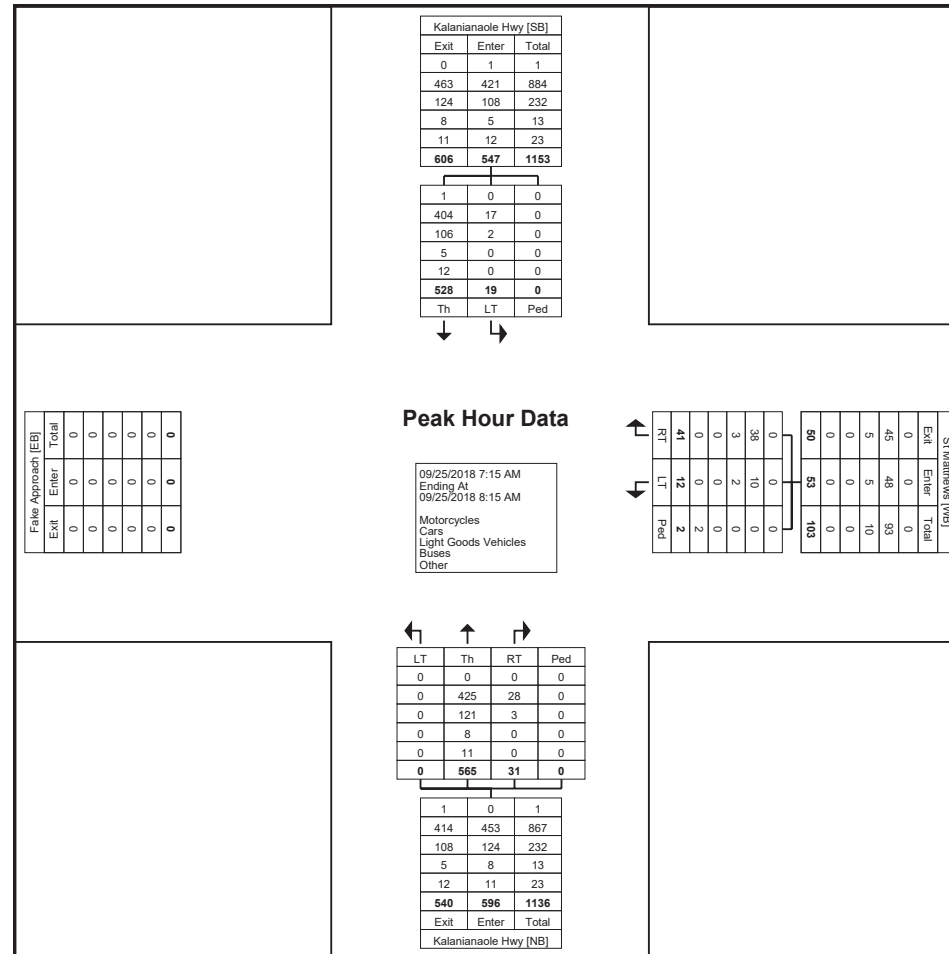 Kalanianaole Hwy [SB]
Exit Enter Total
0 1 1
463 421 884
124 108 232
8 5 13
11 12 23
606 547 1153
1 0 0
404 17 0
106 2 0
5 0 0
12 0 0
528 19 0
Th LT Ped
Fake Approach [EB]
Total 0 0 0 0 0 0
Enter 0 0 0 0 0 0
Exit 0 0 0 0 0 0
Peak Hour Data
09/25/2018 7:15 AM
Ending At
09/25/2018 8:15 AM
Motorcycles
Cars
Light Goods Vehicles
Buses
Other
St Matthews [WB]
Exit Enter Total
0 0 0
45 48 93
5 5 10
0 0 0
0 0 0
50 53 103
0 0 0
38 10 0
3 2 0
0 0 0
0 0 2
41 12 2
RT LT Ped
LT Th RT Ped
0 0 0 0
0 425 28 0
0 121 3 0
0 8 0 0
0 11 0 0
0 565 31 0
1 0 1
414 453 867
108 124 232
5 8 13
12 11 23
540 596 1136
Exit Enter Total
Kalanianaole Hwy [NB]